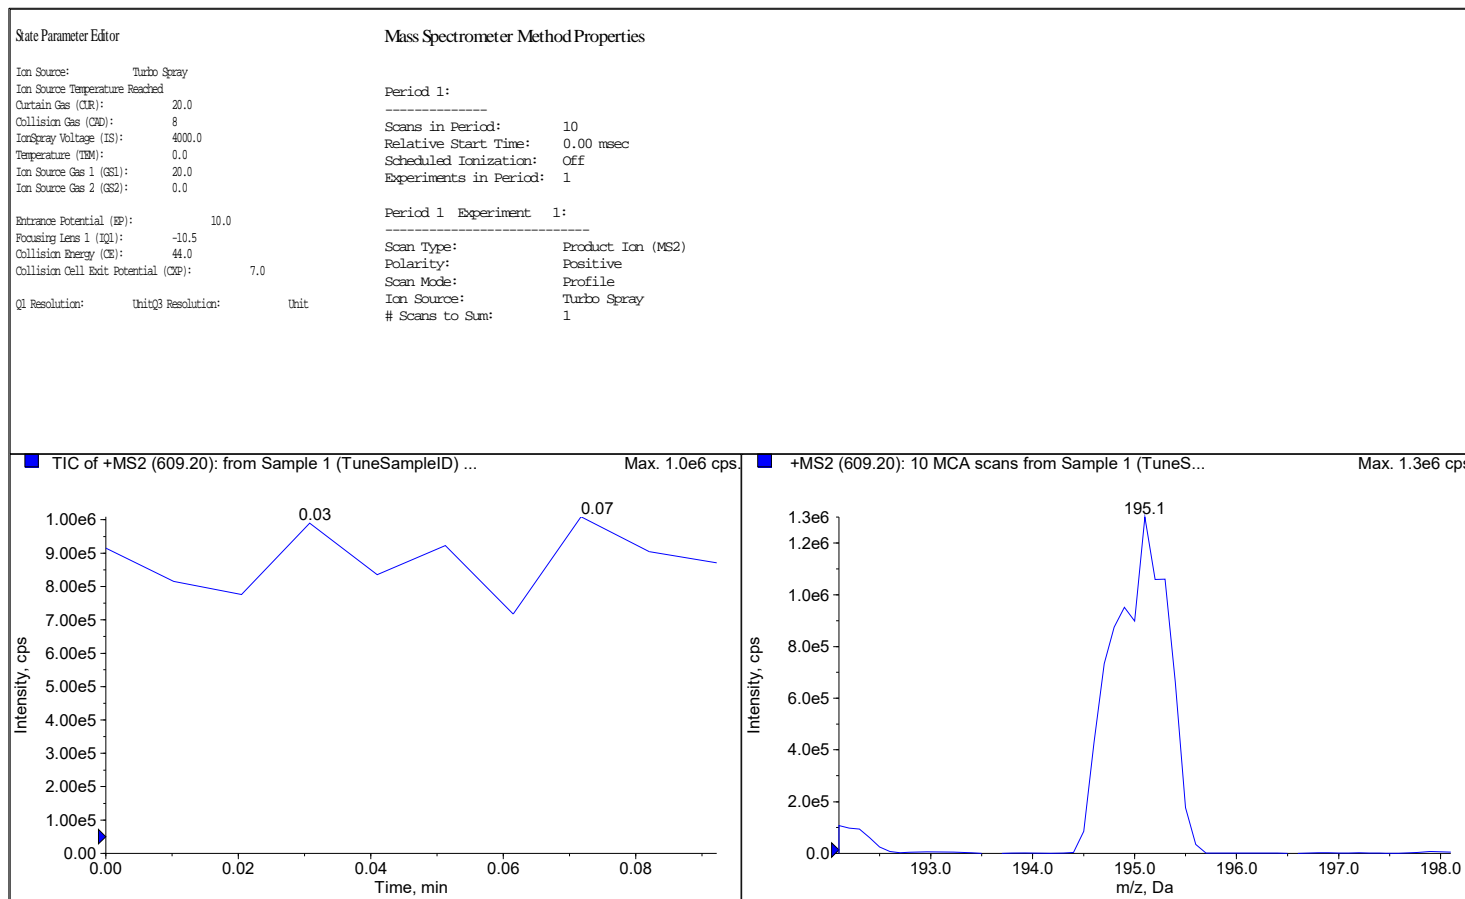 State Parameter Editor
Ion Source: Turbo Spray
Ion Source Temperature Reached
Curtain Gas (CUR): 20.0
Collision Gas (CAD): 8
IonSpray Voltage (IS): 4000.0
Temperature (TEM): 0.0
Ion Source Gas 1 (GS1): 20.0
Ion Source Gas 2 (GS2): 0.0
Entrance Potential (EP): 10.0
Focusing Lens 1 (IQ1): -10.5
Collision Energy (CE): 44.0
Collision Cell Exit Potential (CXP): 7.0
Q1 Resolution: UnitQ3 Resolution: Unit
Mass Spectrometer Method Properties
Period 1:
--------------
Scans in Period: 10
Relative Start Time: 0.00 msec
Scheduled Ionization: Off
Experiments in Period: 1
Period 1 Experiment 1:
----------------------------
Scan Type: Product Ion (MS2)
Polarity: Positive
Scan Mode: Profile
Ion Source: Turbo Spray
# Scans to Sum: 1
TIC of +MS2 (609.20): from Sample 1 (TuneSampleID) ... Max. 1.0e6 cps.
0.03
0.07
1.00e6
9.00e5
8.00e5
7.00e5
6.00e5
5.00e5
4.00e5
3.00e5
2.00e5
1.00e5
0.00
Intensity, cps
0.00 0.02 0.04 0.06 0.08
Time, min
+MS2 (609.20): 10 MCA scans from Sample 1 (TuneS... Max. 1.3e6 cps
195.1
1.3e6
1.2e6
1.0e6
8.0e5
6.0e5
4.0e5
2.0e5
0.0
Intensity, cps
193.0 194.0 195.0 196.0 197.0 198.0
m/z, Da